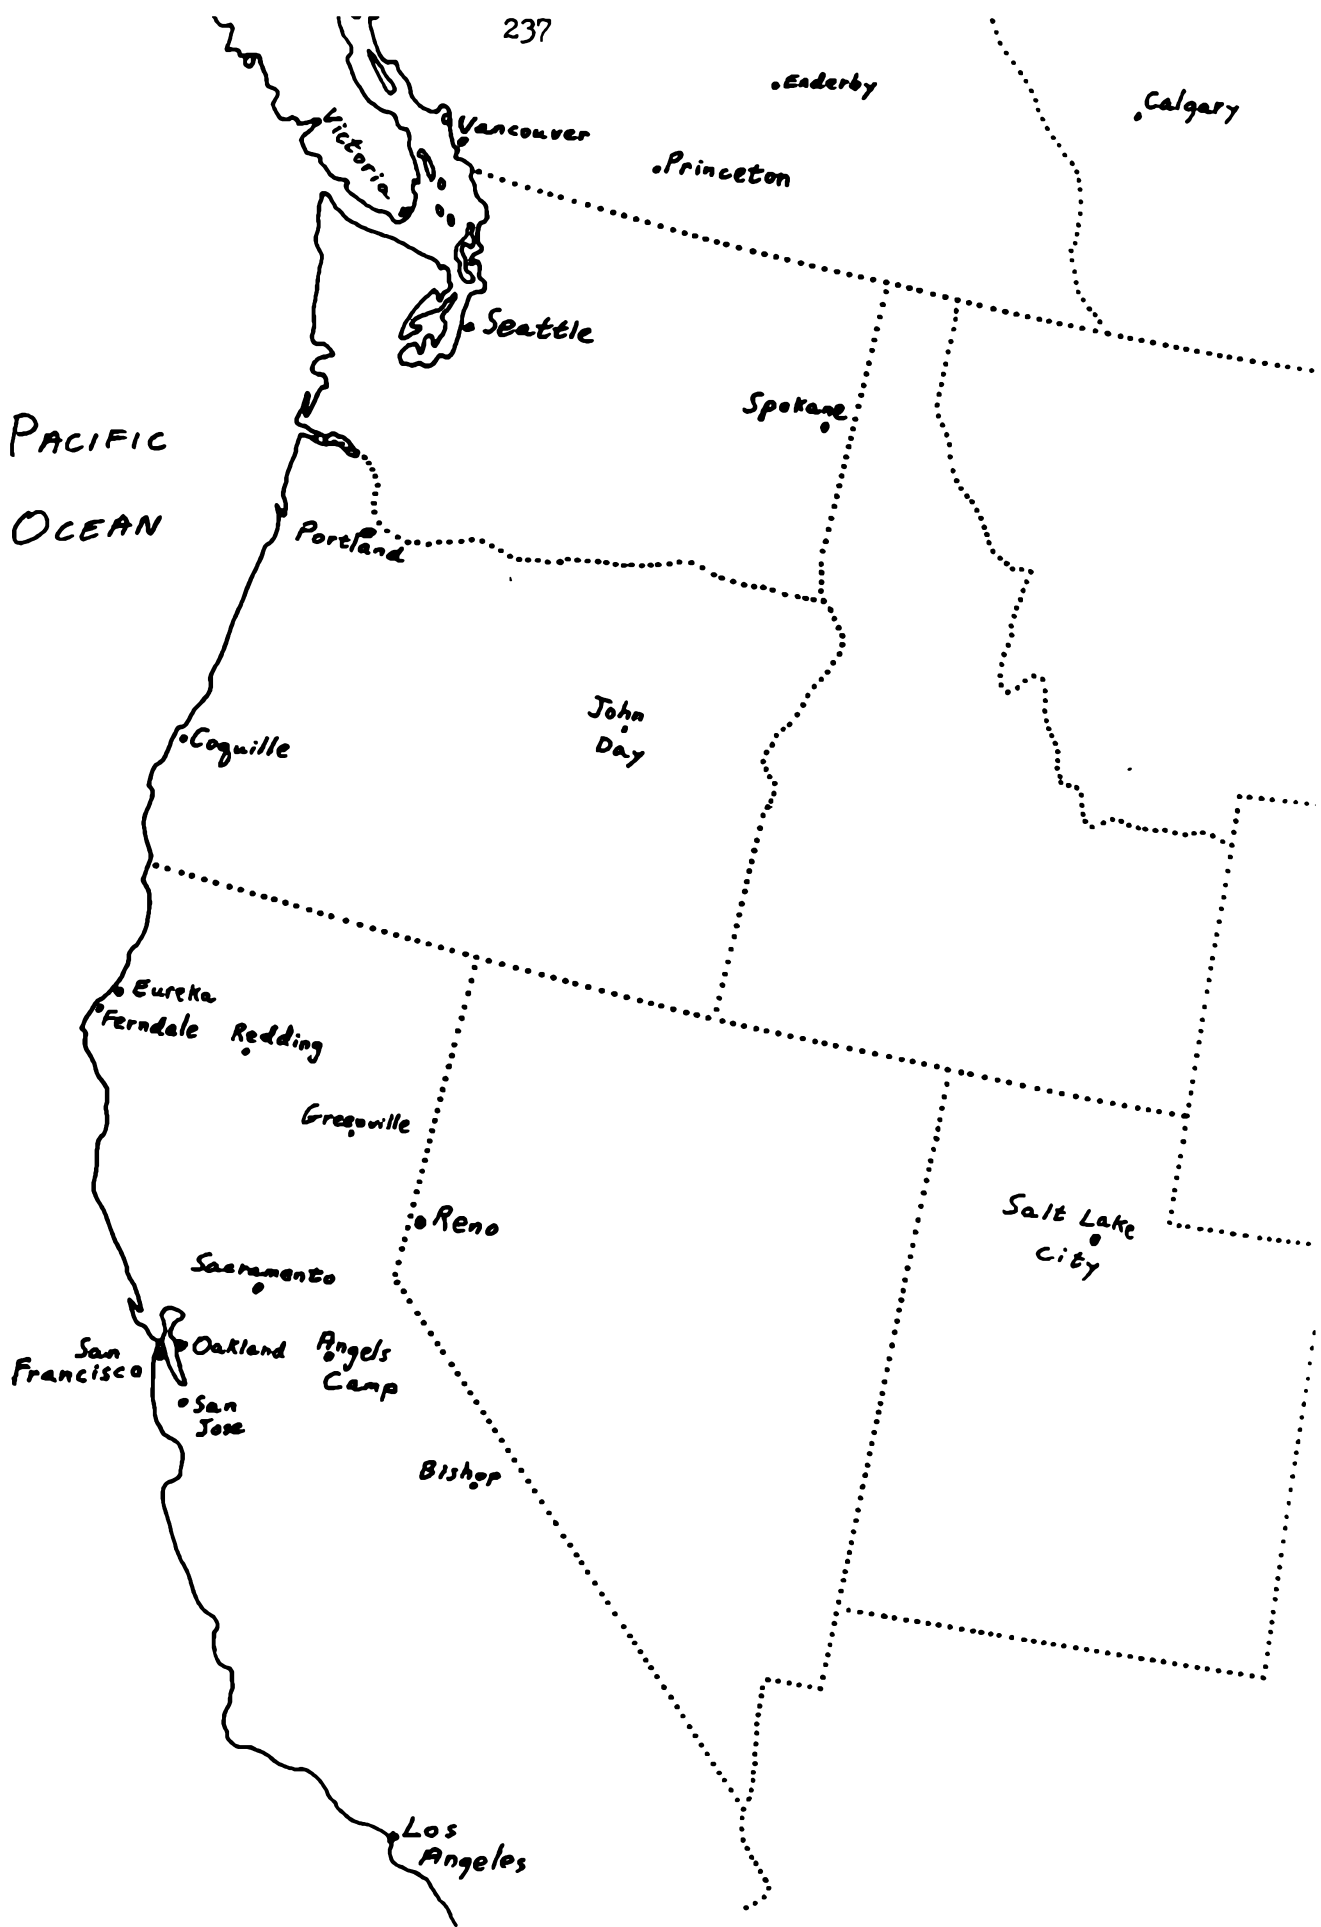 237
Enderby
Calgary
Vancouver
Victoria
Princeton
Seattle
Spokane
PACIFIC
OCEAN
Portland
John
Day
Coquille
Eureka
Ferndale
Redding
Greenville
Reno
Salt Lake
City
Sacramento
San
Francisco
Oakland
Angels
Camp
San
Jose
Bishop
Los
Angeles